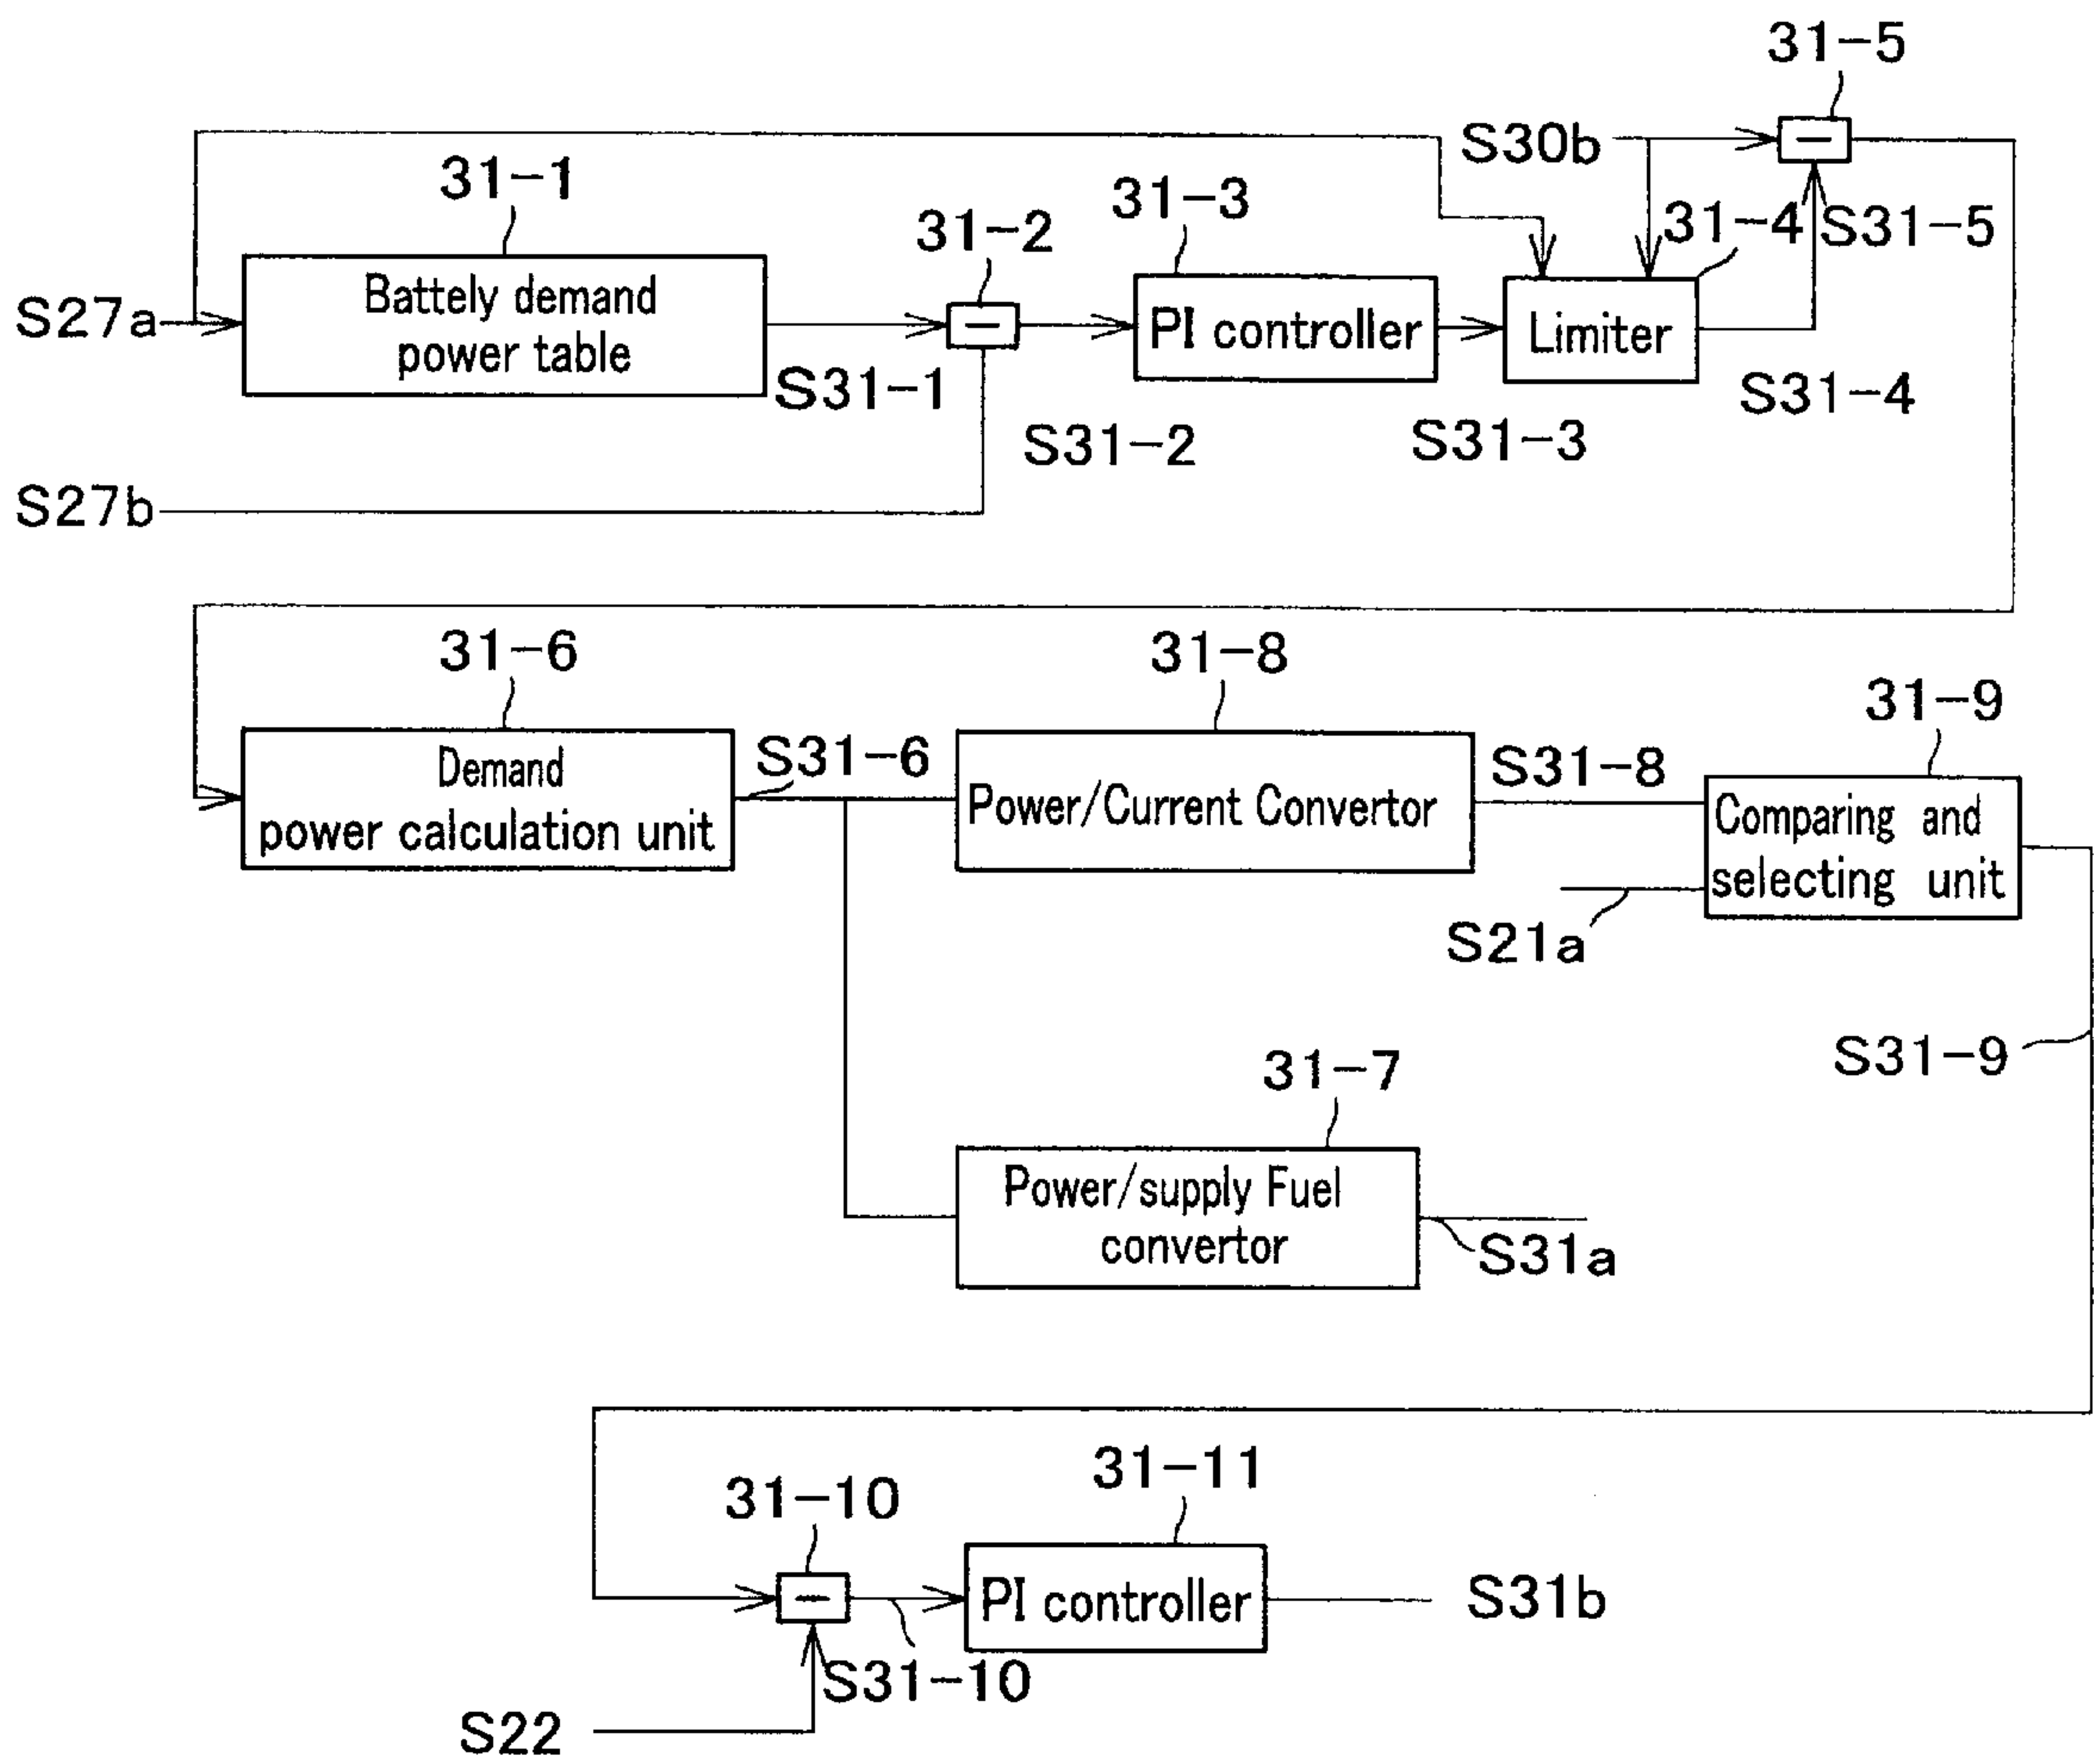 31-5
S30b
31-1
31-3
31-2
31-4
S31-5
S27a
Battely demand
power table
PI controller
Limiter
S31-1
S31-4
S31-2
S31-3
S27b
31-6
31-8
31-9
Demand
power calculation unit
S31-6
Power/Current Convertor
S31-8
Comparing and
selecting unit
S21a
S31-9
31-7
Power/supply Fuel
convertor
S31a
31-10
31-11
PI controller
S31b
S31-10
S22